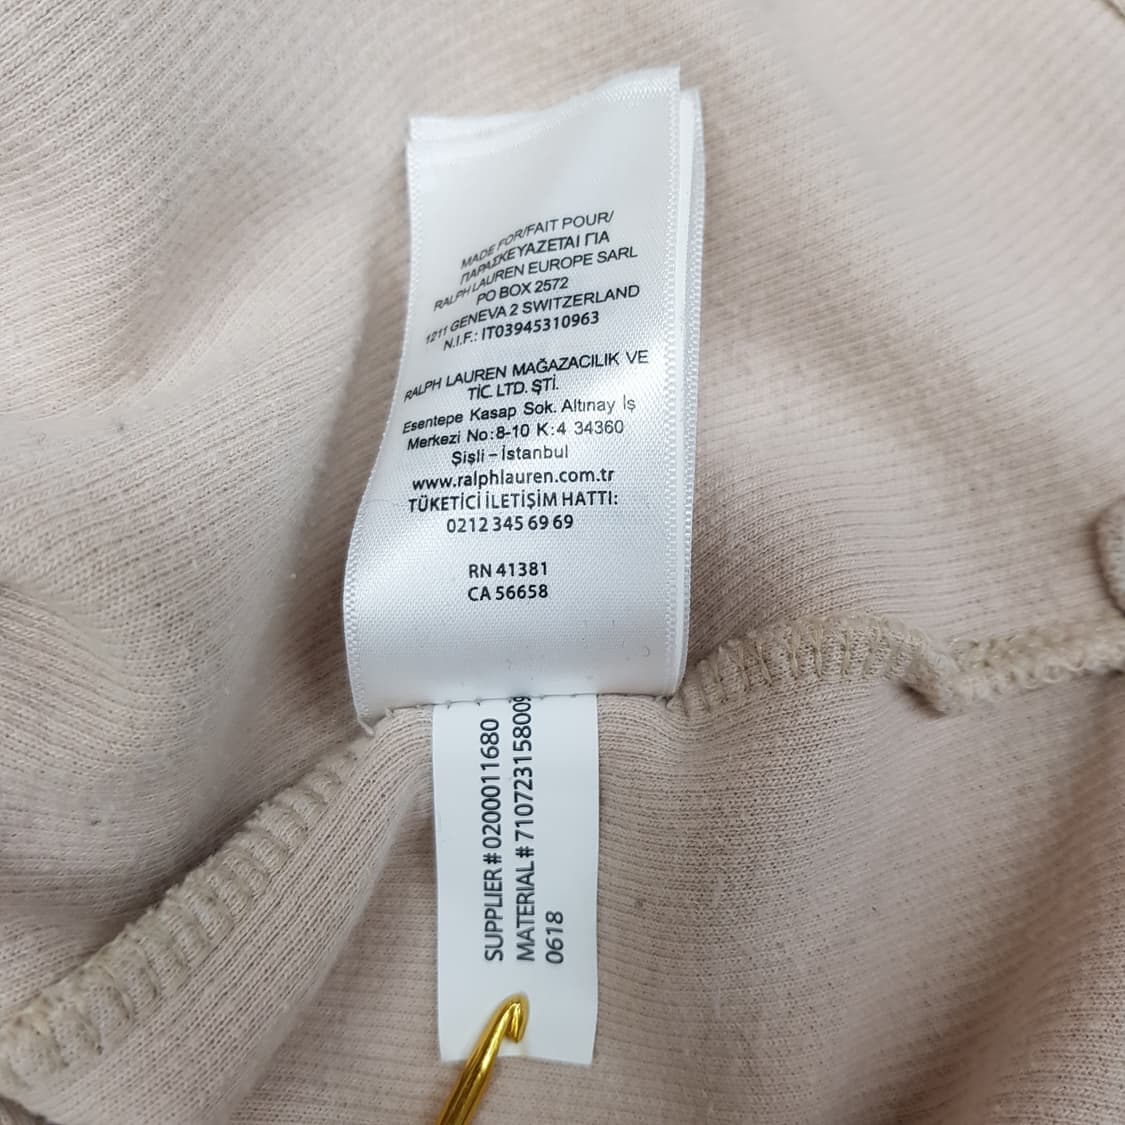 MADE FOR/FAIT POUR/
ΠΑΡΑΣΚΕΥΑΖΕΤΑΙ ΓΙΑ
RALPH LAUREN EUROPE SARL
PO BOX 2572
1211 GENEVA 2 SWITZERLAND
N.I.F.: IT03945310963
RALPH LAUREN MAĞAZACILIK VE
TİC. LTD. ŞTİ.
Esentepe Kasap Sok. Altınay İş
Merkezi No:8-10 K:4 34360
Şişli – İstanbul
www.ralphlauren.com.tr
TÜKETİCİ İLETİŞİM HATTI:
0212 345 69 69
RN 41381
CA 56658
SUPPLIER # 0200011680
MATERIAL # 710723158009
0618